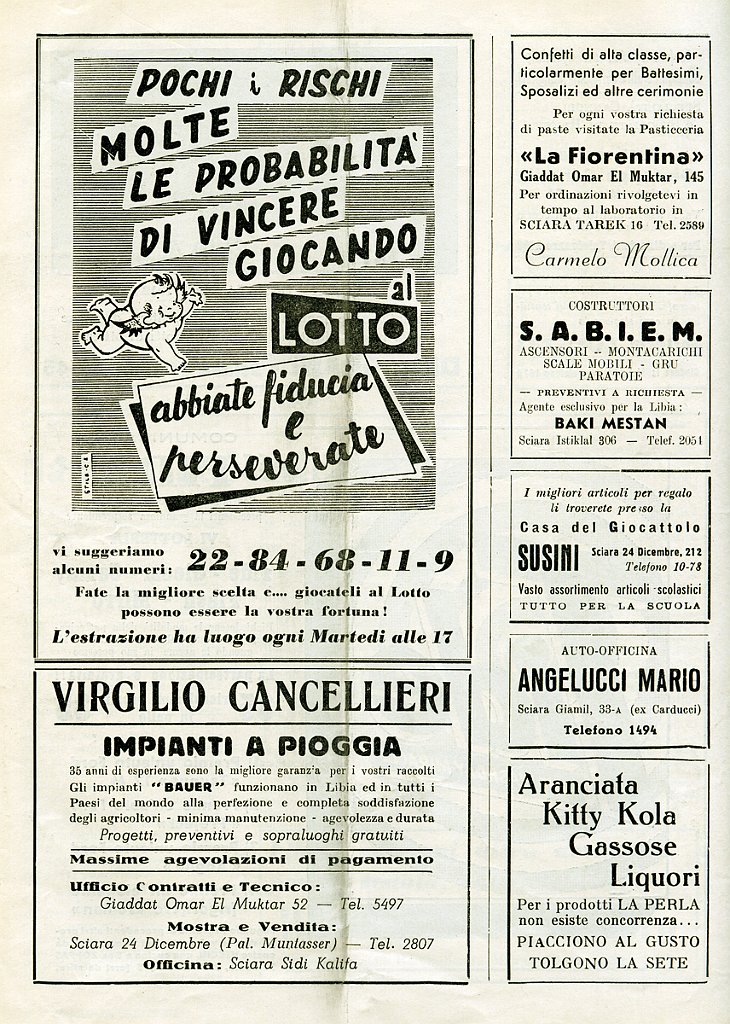 POCHI i RISCHI
MOLTE
LE PROBABILITA'
DI VINCERE
GIOCANDO
al
LOTTO
abbiate fiducia
e
perseverate
vi suggeriamo
alcuni numeri: 22-84-68-11-9
Fate la migliore scelta e.... giocateli al Lotto
possono essere la vostra fortuna!
L'estrazione ha luogo ogni Martedi alle 17
VIRGILIO CANCELLIERI
IMPIANTI A PIOGGIA
35 anni di esperienza sono la migliore garanzia per i vostri raccolti
Gli impianti "BAUER" funzionano in Libia ed in tutti i
Paesi del mondo alla perfezione e completa soddisfazione
degli agricoltori - minima manutenzione - agevolezza e durata
Progetti, preventivi e sopraluoghi gratuiti
Massime agevolazioni di pagamento
Ufficio Contratti e Tecnico:
Giaddat Omar El Muktar 52 — Tel. 5497
Mostra e Vendita:
Sciara 24 Dicembre (Pal. Muntasser) — Tel. 2807
Officina: Sciara Sidi Kalifa
Confetti di alta classe, par-
ticolarmente per Battesimi,
Sposalizi ed altre cerimonie
Per ogni vostra richiesta
di paste visitate la Pasticceria
«La Fiorentina»
Giaddat Omar El Muktar, 145
Per ordinazioni rivolgetevi in
tempo al laboratorio in
SCIARA TAREK 16 Tel. 2589
Carmelo Mollica
COSTRUTTORI
S. A. B. I. E. M.
ASCENSORI -- MONTACARICHI
SCALE MOBILI - GRU
PARATOIE
— PREVENTIVI A RICHIESTA —
Agente esclusivo per la Libia:
BAKI MESTAN
Sciara Istiklal 306 — Telef. 2051
I migliori articoli per regalo
li troverete presso la
Casa del Giocattolo
SUSINI Sciara 24 Dicembre, 212
Telefono 10-78
Vasto assortimento articoli scolastici
TUTTO PER LA SCUOLA
AUTO-OFFICINA
ANGELUCCI MARIO
Sciara Giamil, 33-A (ex Carducci)
Telefono 1494
Aranciata
Kitty Kola
Gassose
Liquori
Per i prodotti LA PERLA
non esiste concorrenza...
PIACCIONO AL GUSTO
TOLGONO LA SETE